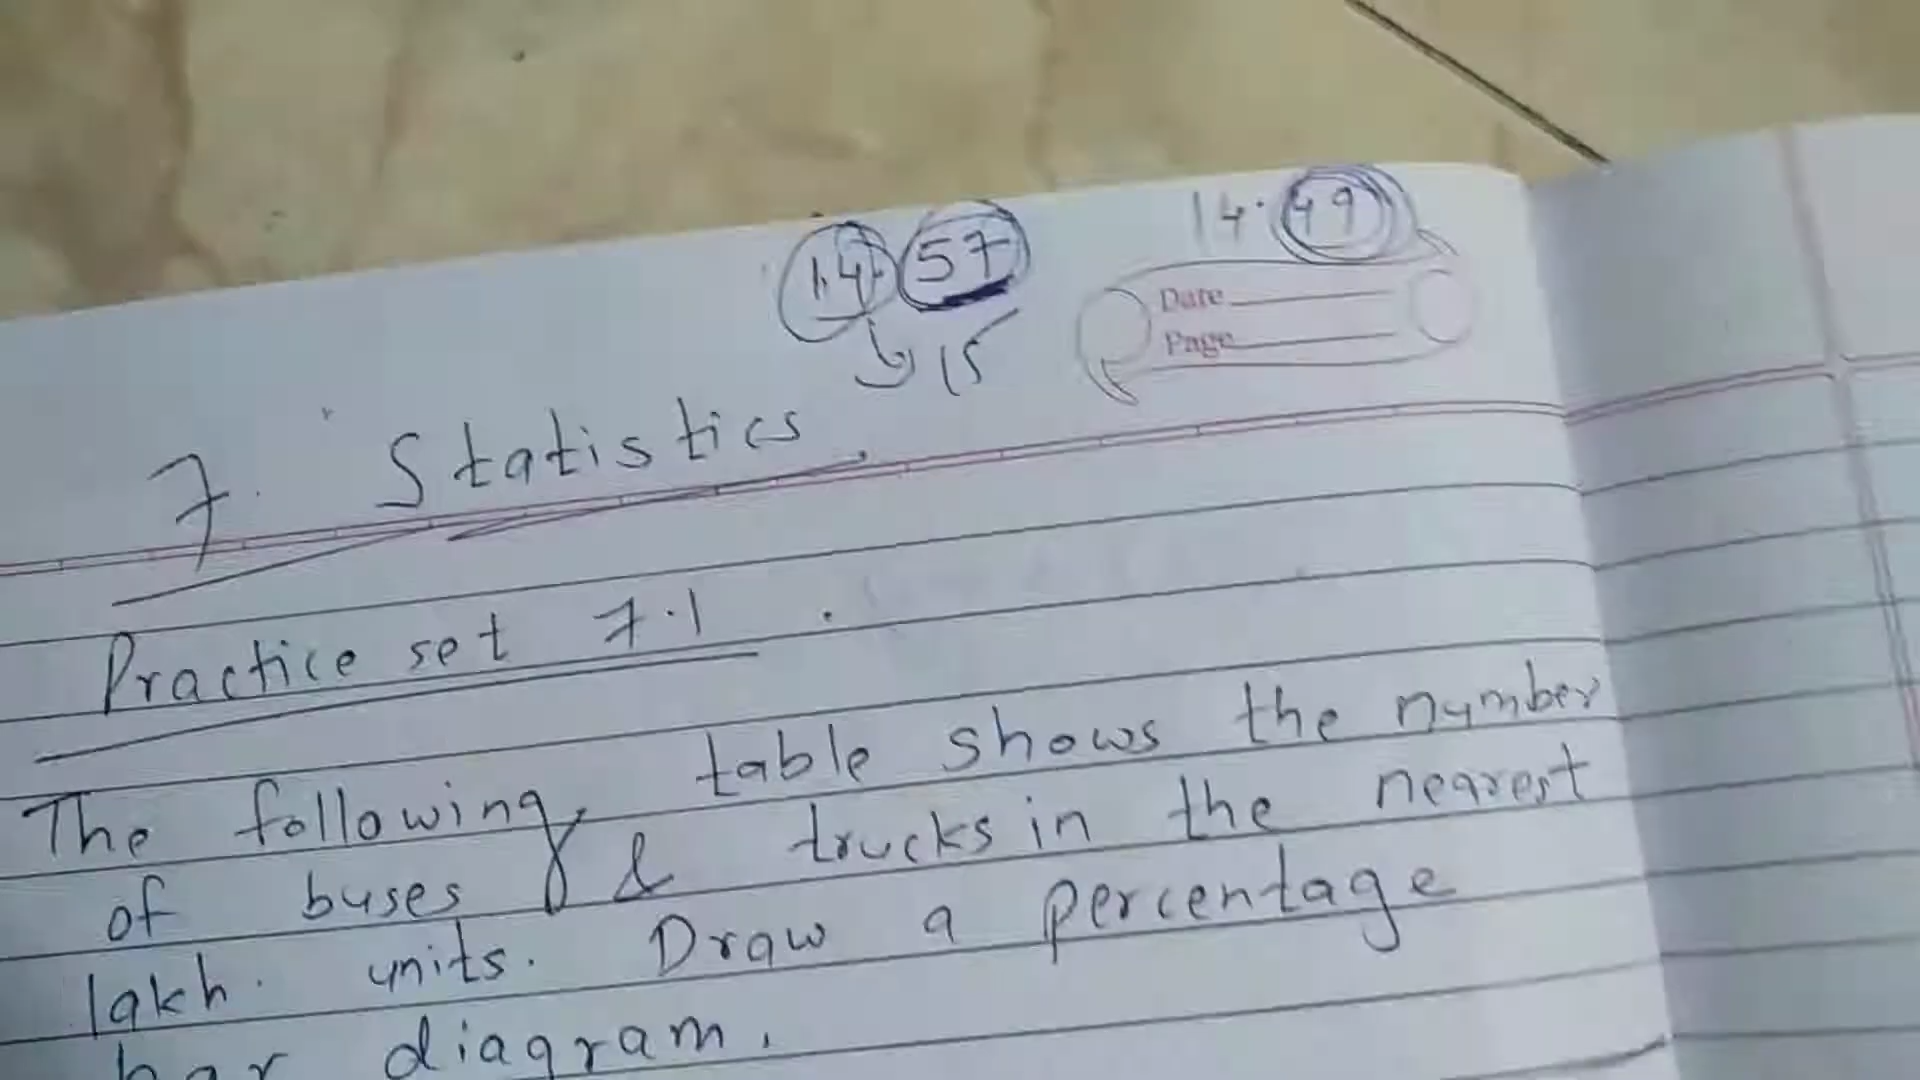 14.57
14.49
15
Date
Page
7. Statistics
Practice set 7.1
The following table shows the number
of buses & trucks in the nearest
lakh units. Draw a percentage
bar diagram.